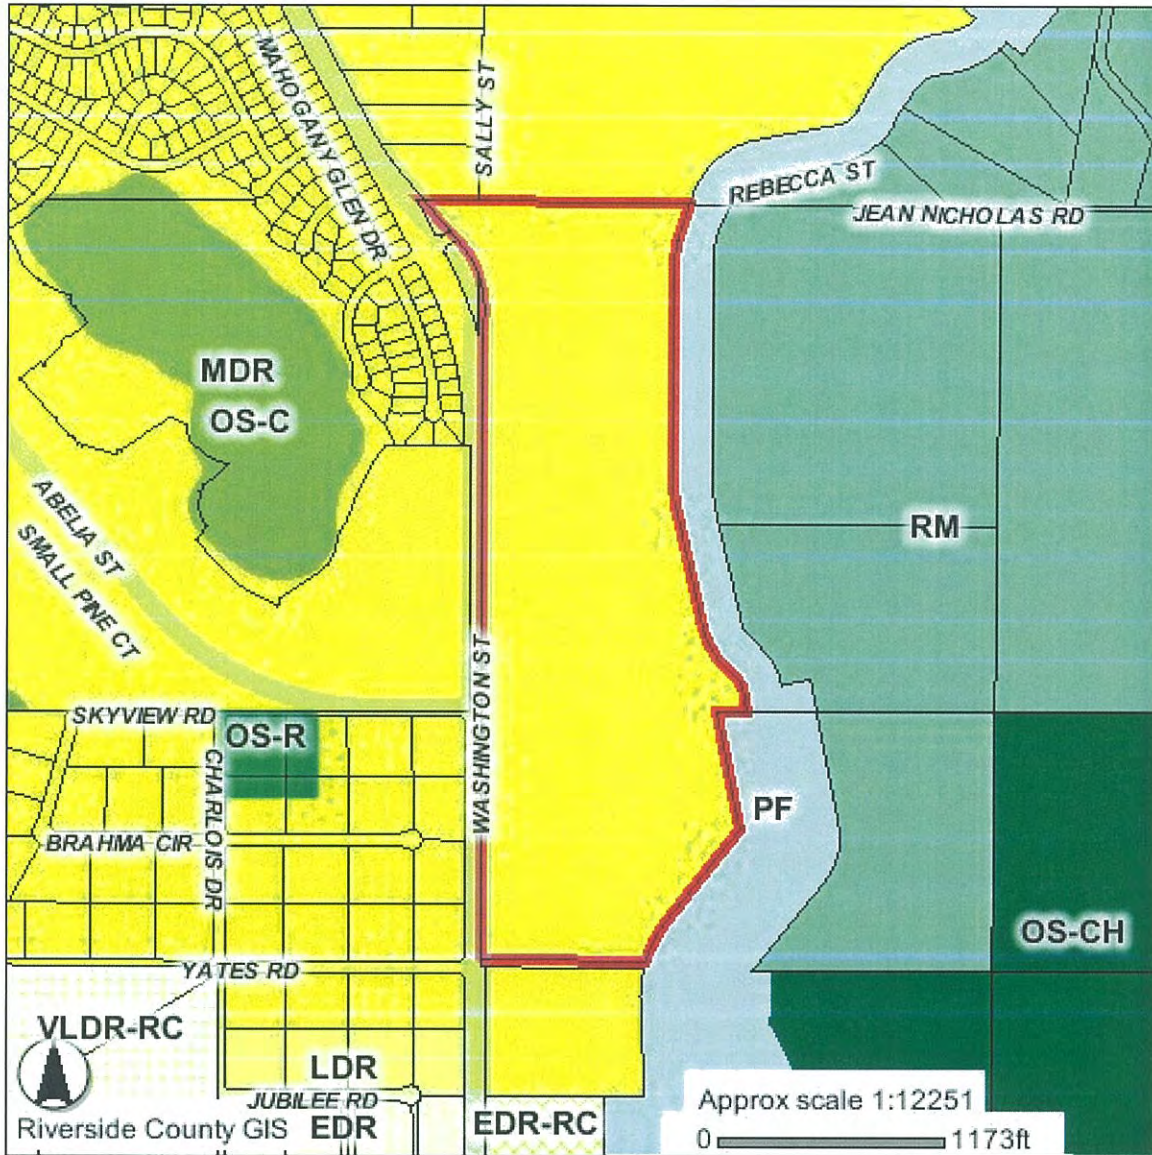 MAHOGANY GLEN DR
SALLY ST
REBECCA ST
JEAN NICHOLAS RD
MDR
OS-C
RM
ABELIA ST
SMALL PINE CT
WASHINGTON ST
SKYVIEW RD
OS-R
CHARLOIS DR
PF
BRAHMA CIR
OS-CH
YATES RD
VLDR-RC
LDR
JUBILEE RD
EDR
EDR-RC
Riverside County GIS
Approx scale 1:12251
0 1173ft